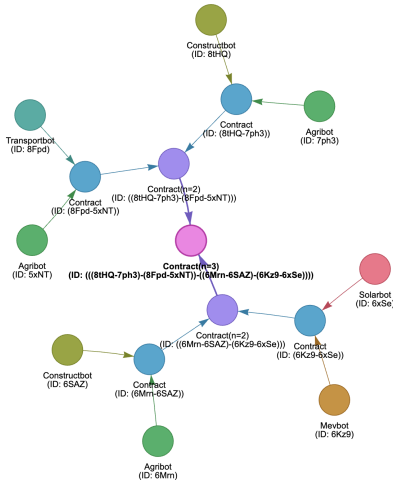 Constructbot
(ID: 8tHQ)
Contract
(ID: (8tHQ-7ph3))
Agribot
(ID: 7ph3)
Transportbot
(ID: 8Fpd)
Contract(n=2)
(ID: ((8tHQ-7ph3)-(8Fpd-5xNT)))
Contract
(ID: (8Fpd-5xNT))
Agribot
(ID: 5xNT)
Contract(n=3)
(ID: (((8tHQ-7ph3)-(8Fpd-5xNT))-((6Mrn-6SAZ)-(6Kz9-6xSe))))
Solarbot
(ID: 6xSe)
Contract(n=2)
(ID: ((6Mrn-6SAZ)-(6Kz9-6xSe)))
Contract
(ID: (6Kz9-6xSe))
Constructbot
(ID: 6SAZ)
Contract
(ID: (6Mrn-6SAZ))
Mevbot
(ID: 6Kz9)
Agribot
(ID: 6Mrn)